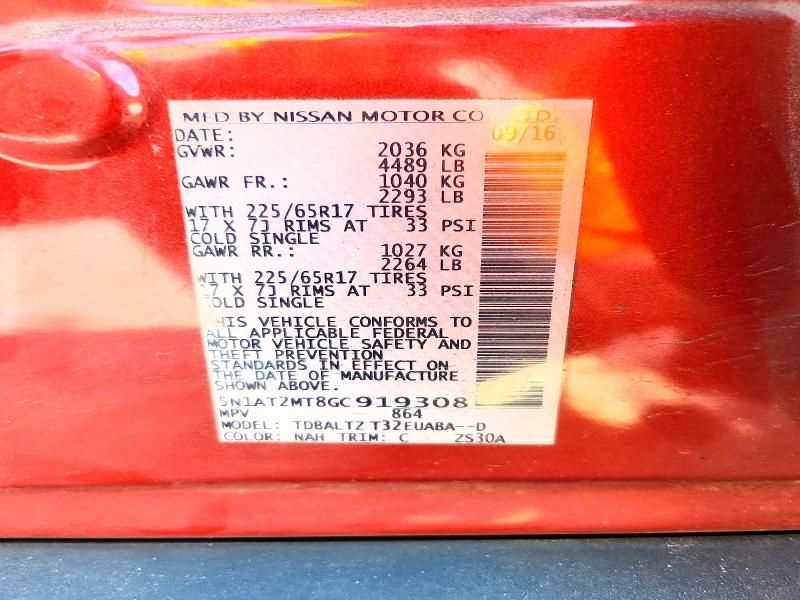 MFD BY NISSAN MOTOR CO LTD.
DATE: 09/16
GVWR: 2036 KG
4489 LB
GAWR FR.: 1040 KG
2293 LB
WITH 225/65R17 TIRES
17 X 7J RIMS AT 33 PSI
COLD SINGLE
GAWR RR.: 1027 KG
2264 LB
WITH 225/65R17 TIRES
17 X 7J RIMS AT 33 PSI
COLD SINGLE
THIS VEHICLE CONFORMS TO
ALL APPLICABLE FEDERAL
MOTOR VEHICLE SAFETY AND
THEFT PREVENTION
STANDARDS IN EFFECT ON
THE DATE OF MANUFACTURE
SHOWN ABOVE.
5N1AT2MT8GC919308
MPV 864
MODEL: TDBALTZ T32EUABA--D
COLOR: NAH TRIM: C ZS30A